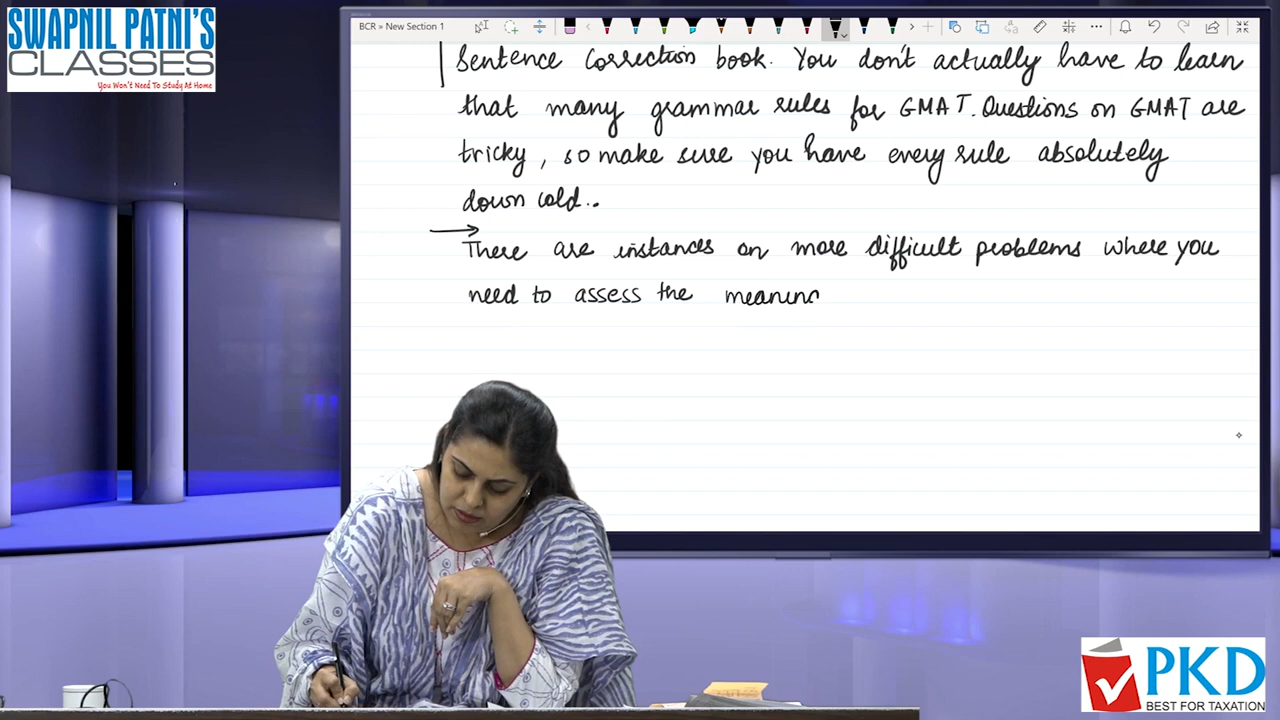 SWAPNIL PATNI'S
CLASSES
You Won't Need To Study At Home
BCR » New Section 1
Sentence Correction book. You don't actually have to learn
that many grammar rules for GMAT. Questions on GMAT are
tricky, so make sure you have every rule absolutely
down cold..
There are instances on more difficult problems where you
need to assess the meaning
PKD
BEST FOR TAXATION